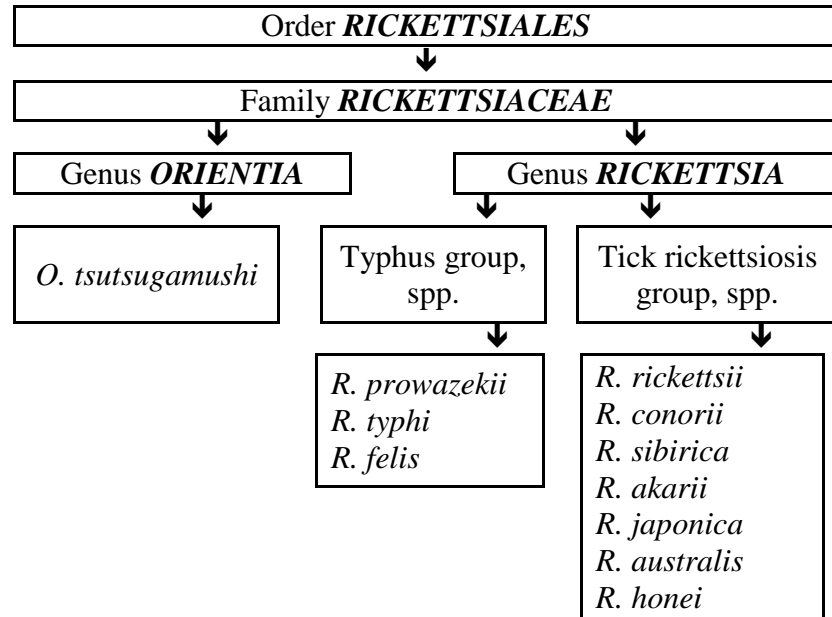 Order RICKETTSIALES
Family RICKETTSIACEAE
Genus ORIENTIA
Genus RICKETTSIA
O. tsutsugamushi
Typhus group,
spp.
Tick rickettsiosis
group, spp.
R. prowazekii
R. typhi
R. felis
R. rickettsii
R. conorii
R. sibirica
R. akarii
R. japonica
R. australis
R. honei